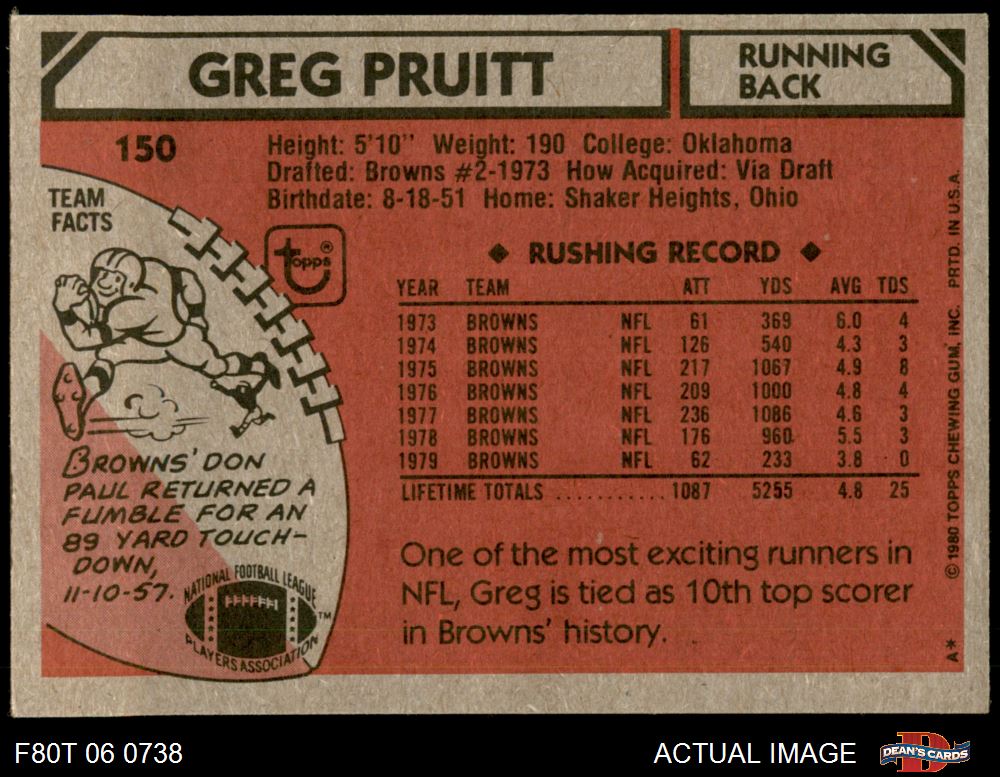 GREG PRUITT
RUNNING
BACK
150
Height: 5'10" Weight: 190 College: Oklahoma
Drafted: Browns #2-1973 How Acquired: Via Draft
Birthdate: 8-18-51 Home: Shaker Heights, Ohio
TEAM
FACTS
topps®
◆ RUSHING RECORD ◆
YEAR TEAM ATT YDS AVG TDS
1973 BROWNS NFL 61 369 6.0 4
1974 BROWNS NFL 126 540 4.3 3
1975 BROWNS NFL 217 1067 4.9 8
1976 BROWNS NFL 209 1000 4.8 4
1977 BROWNS NFL 236 1086 4.6 3
1978 BROWNS NFL 176 960 5.5 3
1979 BROWNS NFL 62 233 3.8 0
LIFETIME TOTALS ........... 1087 5255 4.8 25
BROWNS' DON
PAUL RETURNED A
FUMBLE FOR AN
89 YARD TOUCH-
DOWN,
11-10-57.
NATIONAL FOOTBALL LEAGUE
PLAYERS ASSOCIATION
TM
One of the most exciting runners in
NFL, Greg is tied as 10th top scorer
in Browns' history.
A* © 1980 TOPPS CHEWING GUM, INC. PRTD. IN U.S.A.
F80T 06 0738
ACTUAL IMAGE
D
DEAN'S CARDS